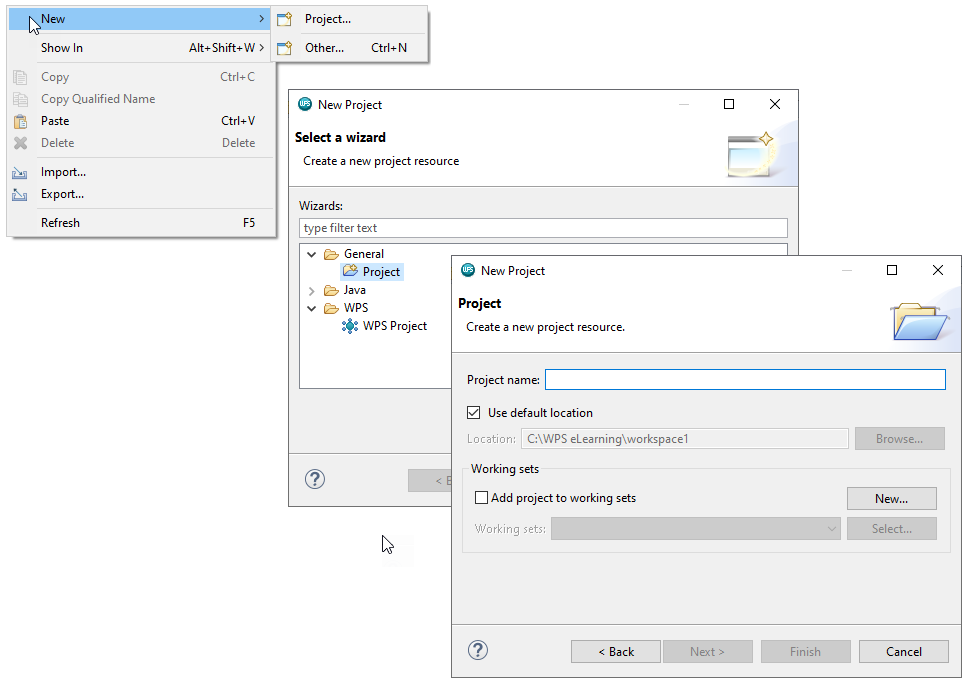 New
Project...
Show In Alt+Shift+W
Other... Ctrl+N
Copy Ctrl+C
Copy Qualified Name
Paste Ctrl+V
Delete Delete
Import...
Export...
Refresh F5
WPS New Project
Select a wizard
Create a new project resource
Wizards:
type filter text
General
Project
Java
WPS
WPS Project
?
< B
WPS New Project
Project
Create a new project resource.
Project name:
Use default location
Location: C:\WPS eLearning\workspace1 Browse...
Working sets
Add project to working sets New...
Working sets: Select...
? < Back Next > Finish Cancel